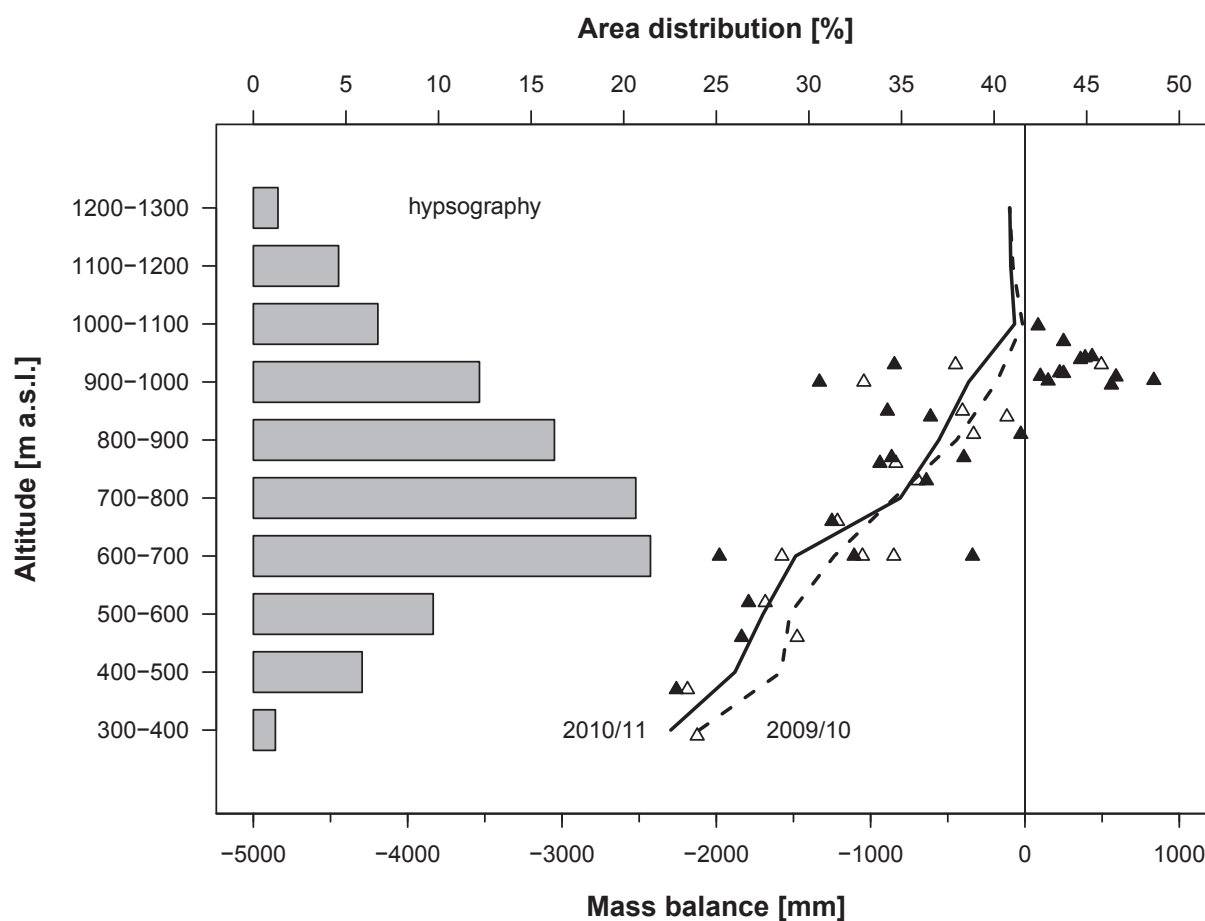 Area distribution [%]
0 5 10 15 20 25 30 35 40 45 50
Altitude [m a.s.l.]
1200−1300
hypsography
1100−1200
1000−1100
900−1000
800−900
700−800
600−700
500−600
400−500
300−400
2010/11
2009/10
−5000 −4000 −3000 −2000 −1000 0 1000
Mass balance [mm]